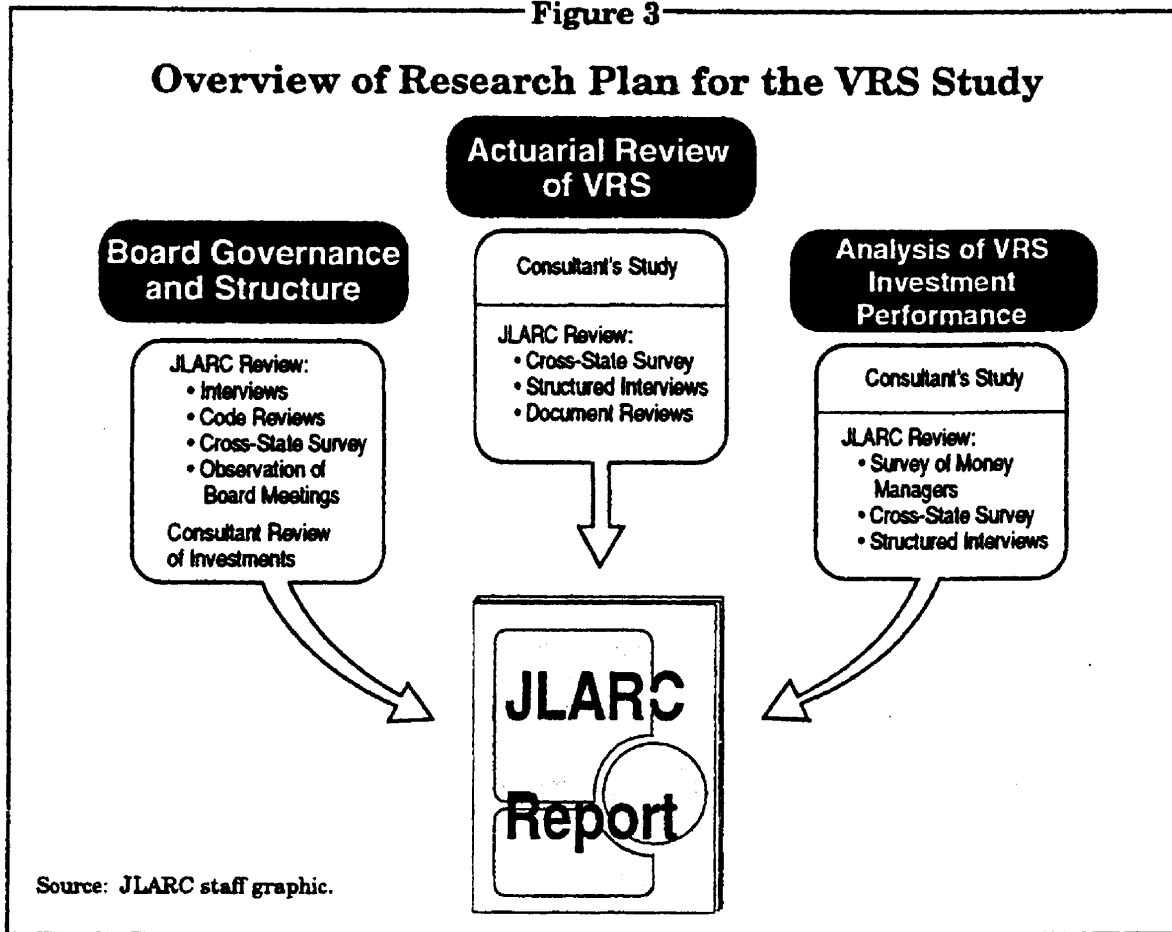 Figure 3
Overview of Research Plan for the VRS Study
Actuarial Review
of VRS
Consultant's Study
JLARC Review:
• Cross-State Survey
• Structured Interviews
• Document Reviews
Board Governance
and Structure
JLARC Review:
• Interviews
• Code Reviews
• Cross-State Survey
• Observation of
Board Meetings
Consultant Review
of Investments
Analysis of VRS
Investment
Performance
Consultant's Study
JLARC Review:
• Survey of Money
Managers
• Cross-State Survey
• Structured Interviews
JLARC
Report
Source: JLARC staff graphic.